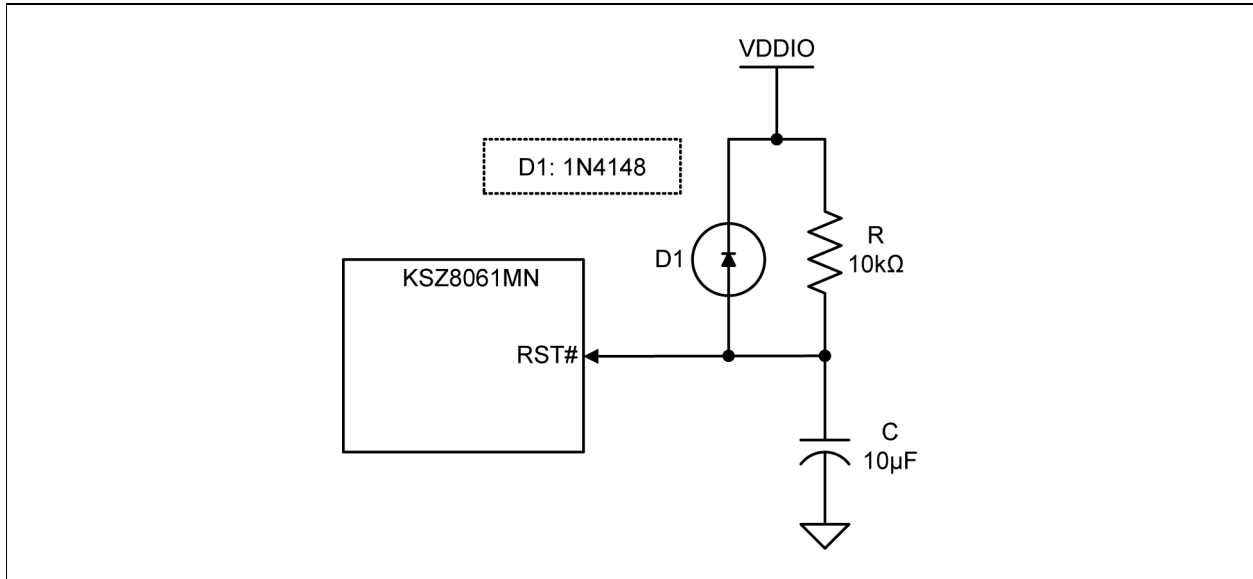 VDDIO
D1: 1N4148
D1
R
10kΩ
KSZ8061MN
RST#
C
10µF